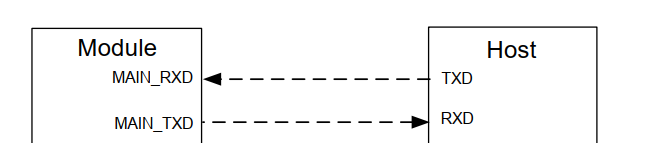 Module
Host
MAIN_RXD
TXD
MAIN_TXD
RXD